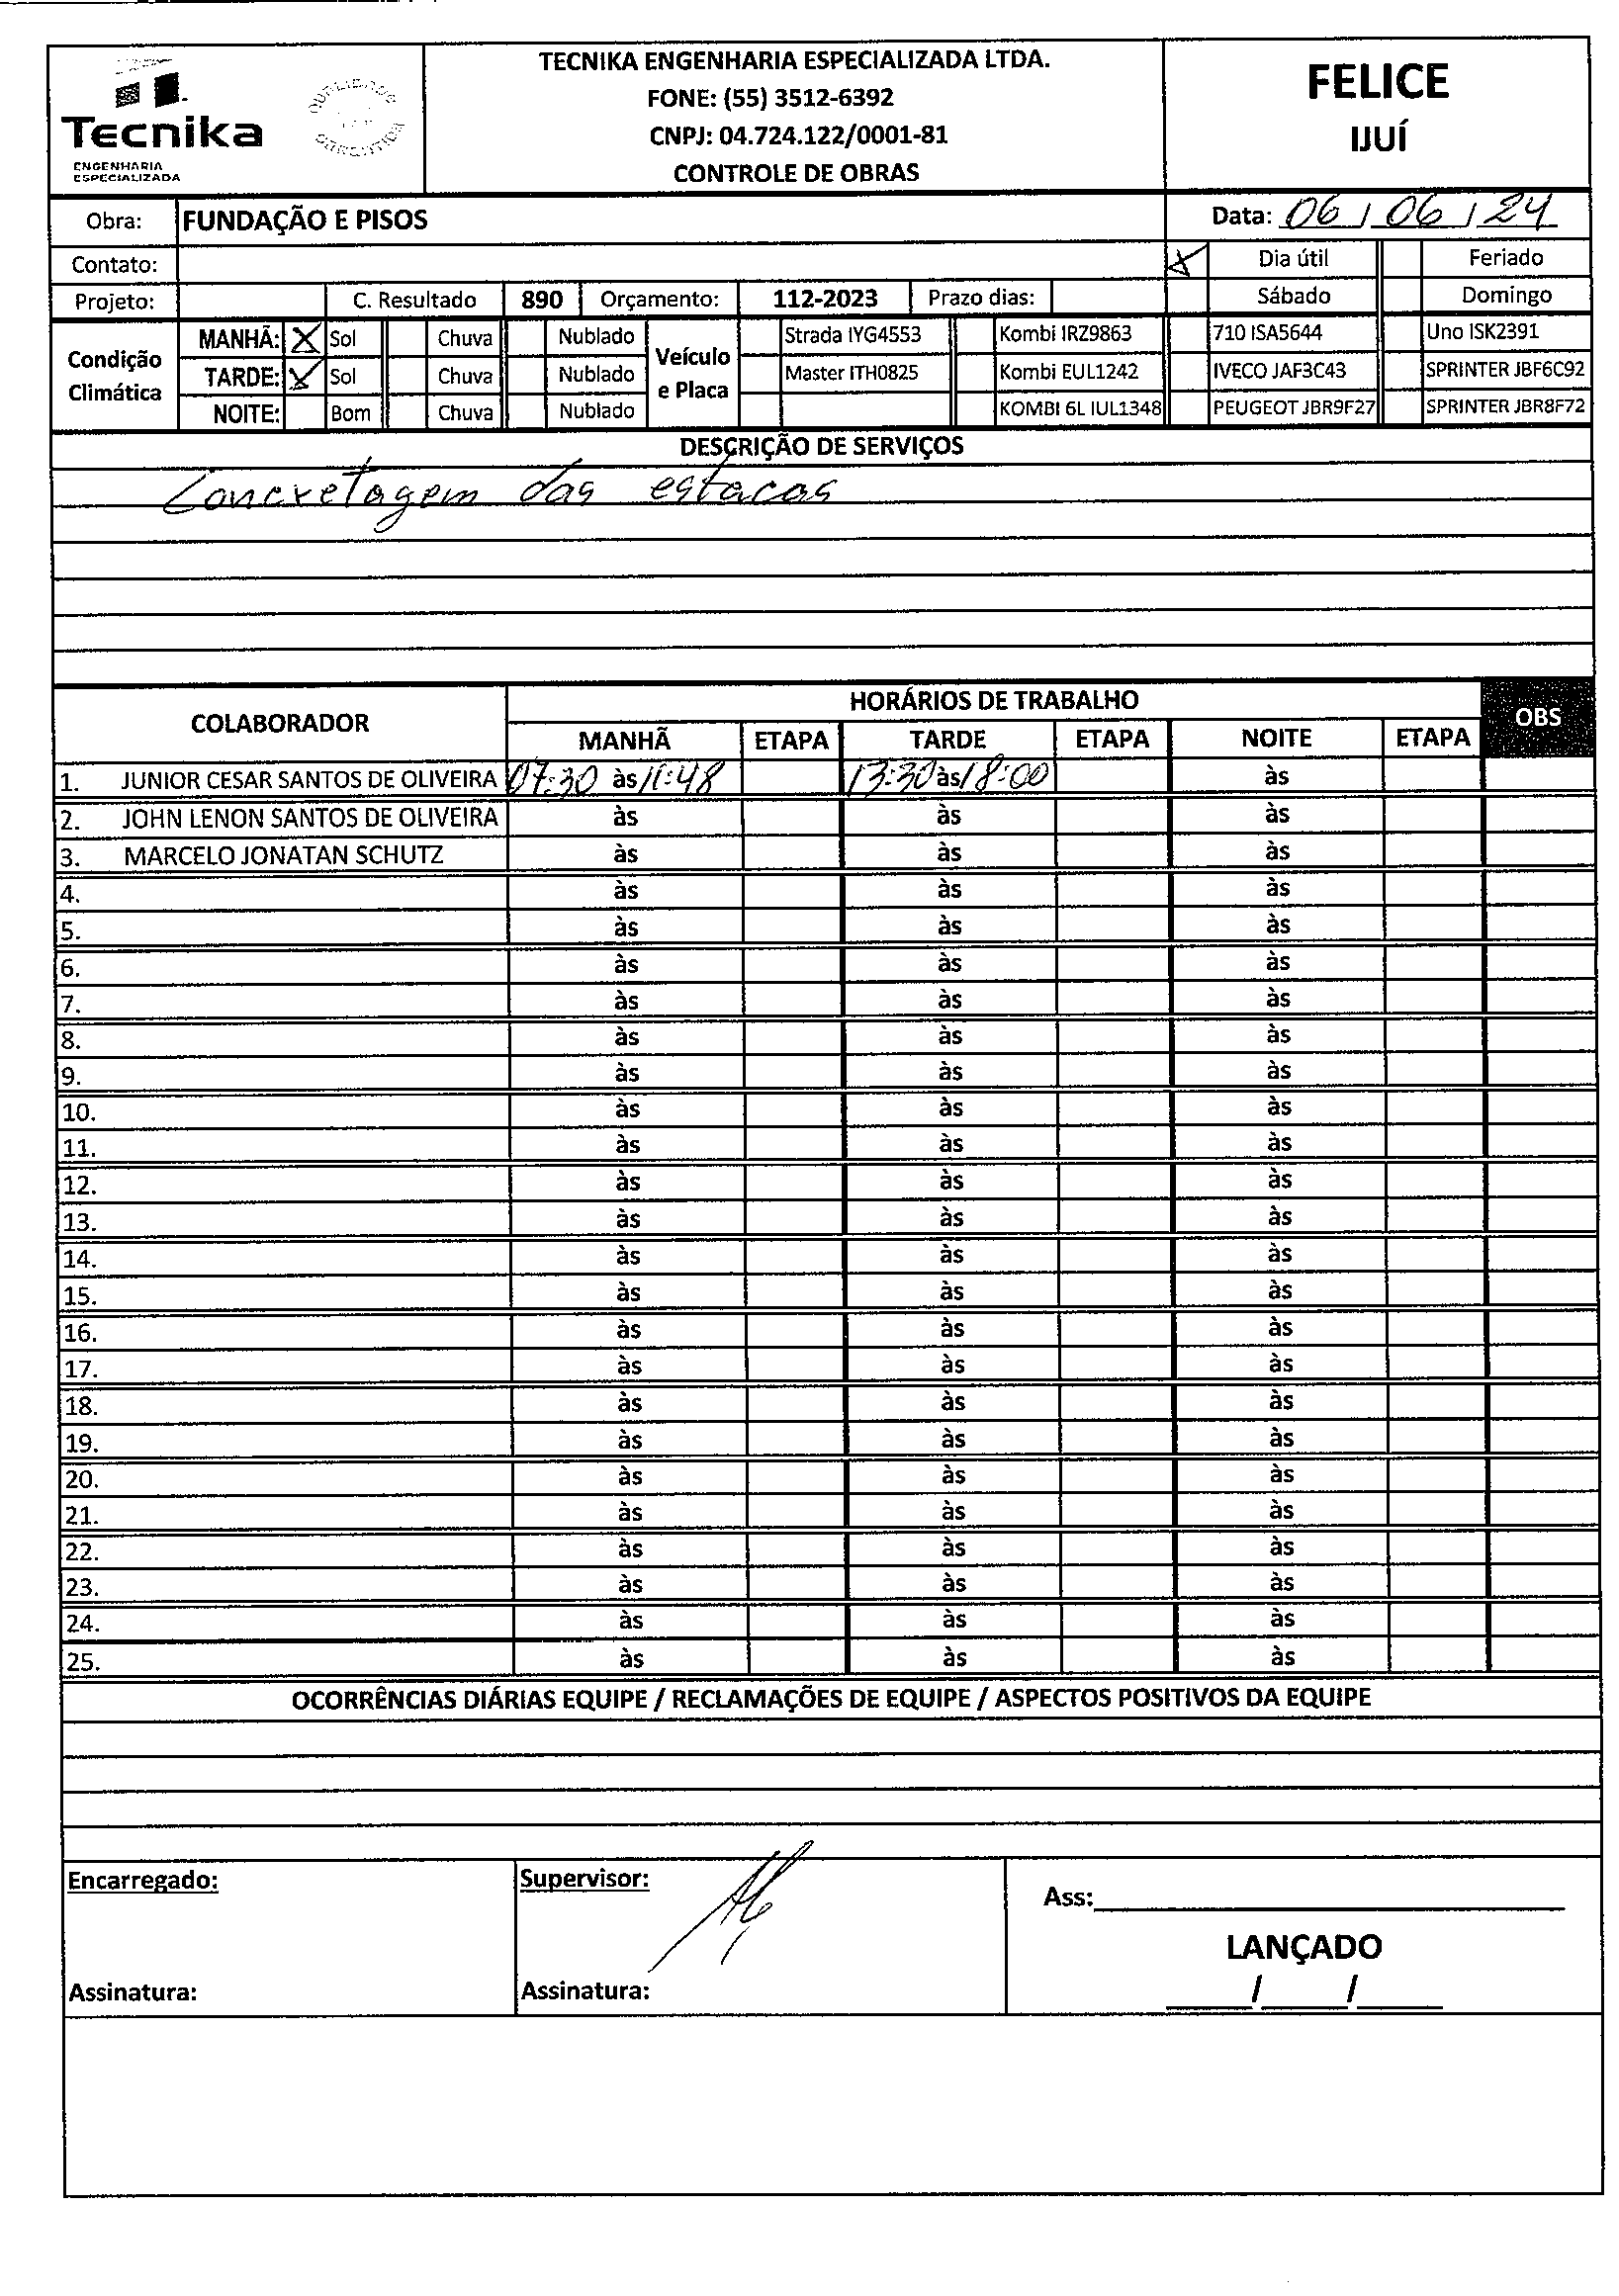 Tecnika
ENGENHARIA
ESPECIALIZADA
TECNIKA ENGENHARIA ESPECIALIZADA LTDA.
FONE: (55) 3512-6392
CNPJ: 04.724.122/0001-81
CONTROLE DE OBRAS
FELICE
IJUÍ
Obra: FUNDAÇÃO E PISOS Data: 06/06/24
Contato: X Dia útil Feriado
Projeto: C. Resultado 890 Orçamento: 112-2023 Prazo dias: Sábado Domingo
Condição Climática
MANHÃ: X Sol Chuva Nublado
TARDE: X Sol Chuva Nublado
NOITE: Bom Chuva Nublado
Veículo e Placa
Strada IYG4553 Kombi IRZ9863 710 ISA5644 Uno ISK2391
Master ITH0825 Kombi EUL1242 IVECO JAF3C43 SPRINTER JBF6C92
KOMBI 6L IUL1348 PEUGEOT JBR9F27 SPRINTER JBR8F72
DESCRIÇÃO DE SERVIÇOS
Concretagem das estacas
COLABORADOR HORÁRIOS DE TRABALHO OBS
MANHÃ ETAPA TARDE ETAPA NOITE ETAPA
1. JUNIOR CESAR SANTOS DE OLIVEIRA 07:30 às 11:48 13:30 às 18:00 às
2. JOHN LENON SANTOS DE OLIVEIRA às às às
3. MARCELO JONATAN SCHUTZ às às às
4. às às às
5. às às às
6. às às às
7. às às às
8. às às às
9. às às às
10. às às às
11. às às às
12. às às às
13. às às às
14. às às às
15. às às às
16. às às às
17. às às às
18. às às às
19. às às às
20. às às às
21. às às às
22. às às às
23. às às às
24. às às às
25. às às às
OCORRÊNCIAS DIÁRIAS EQUIPE / RECLAMAÇÕES DE EQUIPE / ASPECTOS POSITIVOS DA EQUIPE
Encarregado:
Assinatura:
Supervisor:
Assinatura:
Ass:
LANÇADO
/ /